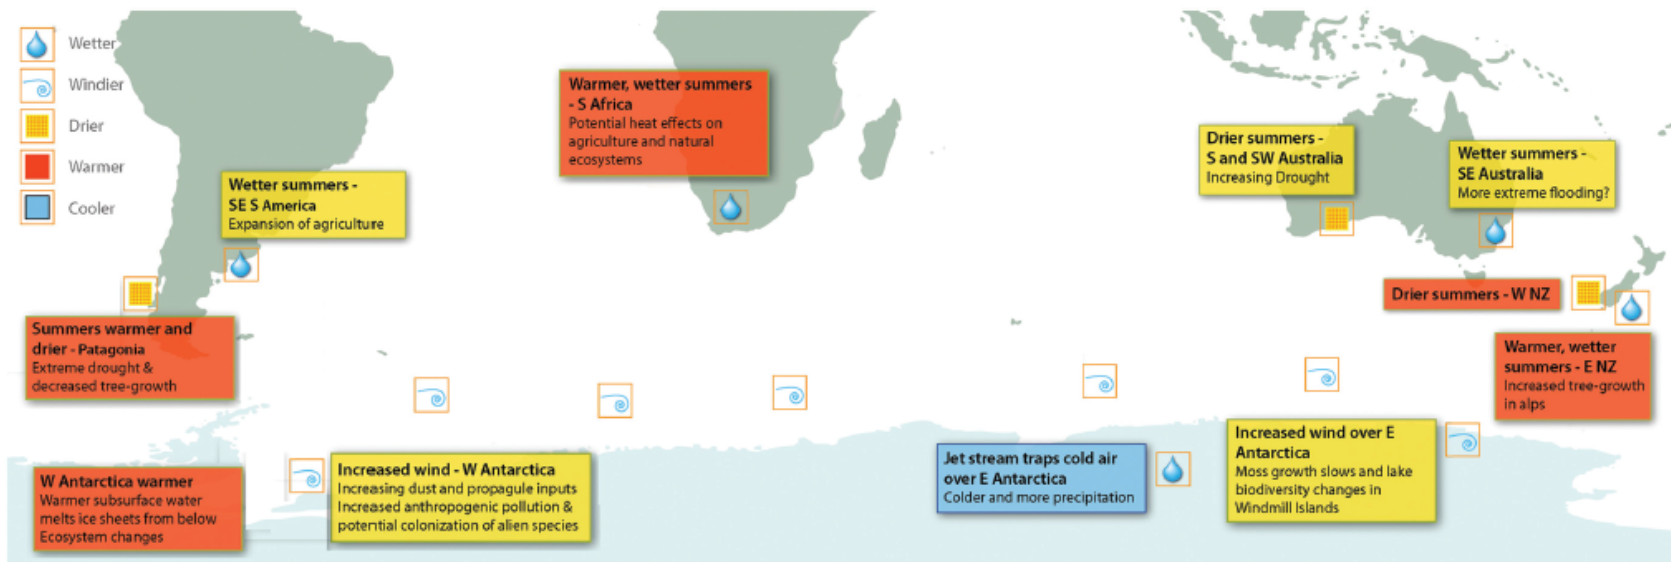 Wetter
Windier
Drier
Warmer
Cooler
Warmer, wetter summers
- S Africa
Potential heat effects on
agriculture and natural
ecosystems
Drier summers -
S and SW Australia
Increasing Drought
Wetter summers -
SE Australia
More extreme flooding?
Wetter summers -
SE S America
Expansion of agriculture
Drier summers - W NZ
Summers warmer and
drier - Patagonia
Extreme drought &
decreased tree-growth
Warmer, wetter
summers - E NZ
Increased tree-growth
in alps
W Antarctica warmer
Warmer subsurface water
melts ice sheets from below
Ecosystem changes
Increased wind - W Antarctica
Increasing dust and propagule inputs
Increased anthropogenic pollution &
potential colonization of alien species
Jet stream traps cold air
over E Antarctica
Colder and more precipitation
Increased wind over E
Antarctica
Moss growth slows and lake
biodiversity changes in
Windmill Islands